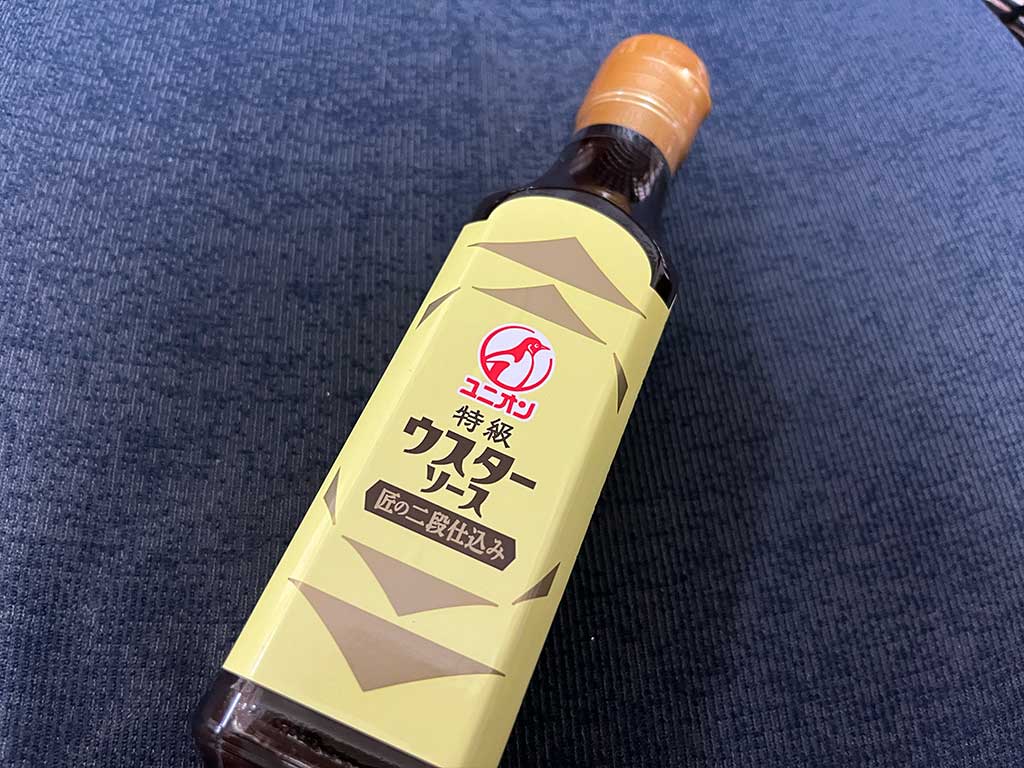 ユニオン
特級
ウスター
ソース
匠の二段仕込み